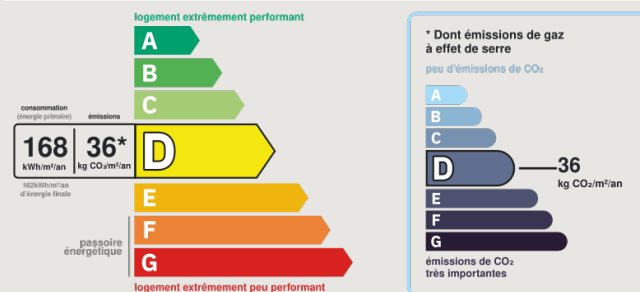 logement extrêmement performant
A
B
C
consommation
(énergie primaire)
émissions
168
kWh/m²/an
36*
kg CO₂/m²/an
D
162kWh/m²/an
d'énergie finale
E
F
G
passoire
énergétique
logement extrêmement peu performant
* Dont émissions de gaz
à effet de serre
peu d'émissions de CO₂
A
B
C
D
36
kg CO₂/m²/an
E
F
G
émissions de CO₂
très importantes